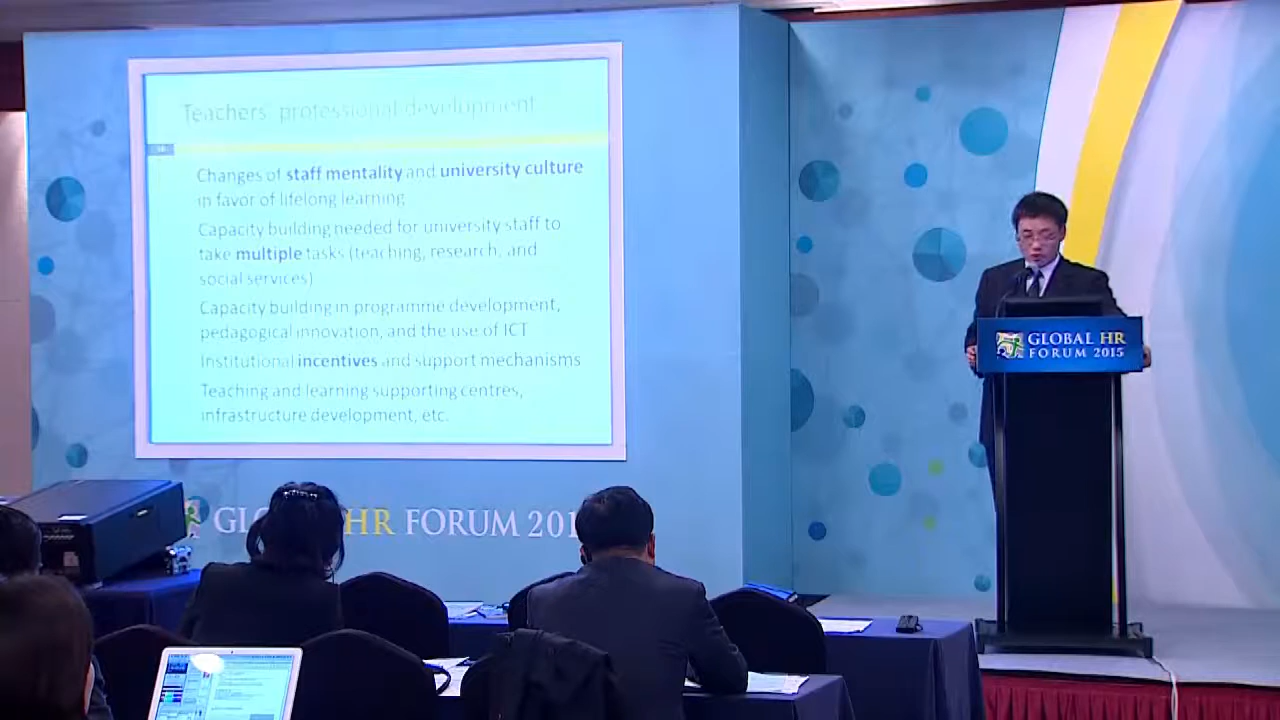 Teachers' professional development
Changes of staff mentality and university culture
in favor of lifelong learning
Capacity building needed for university staff to
take multiple tasks (teaching, research, and
social services)
Capacity building in programme development,
pedagogical innovation, and the use of ICT
Institutional incentives and support mechanisms
Teaching and learning supporting centres,
infrastructure development, etc.
GLOBAL HR
FORUM 2015
HR FORUM 201